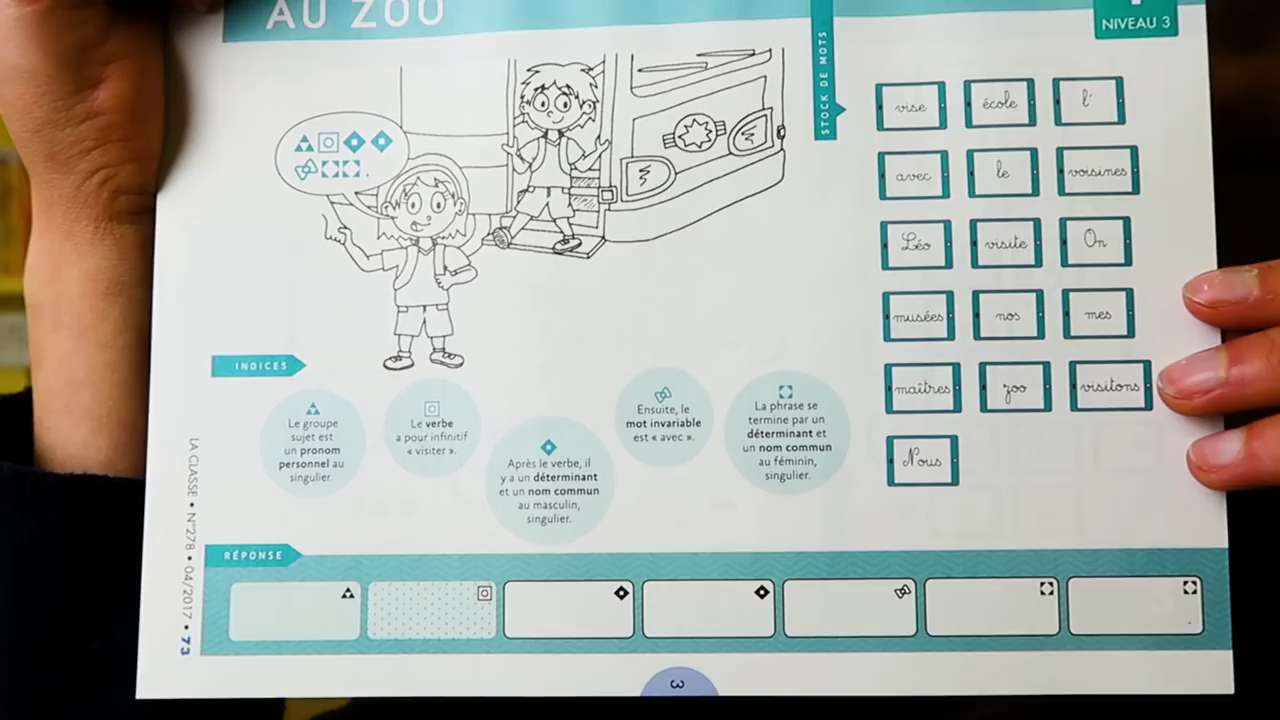 AU ZOO
NIVEAU 3
STOCK DE MOTS
vise
école
l'
avec
le
voisines
Léo
visite
On
musées
nos
mes
maîtres
zoo
visitons
Nous
INDICES
Le groupe
sujet est
un pronom
personnel au
singulier.
Le verbe
a pour infinitif
« visiter ».
Après le verbe, il
y a un déterminant
et un nom commun
au masculin,
singulier.
Ensuite, le
mot invariable
est « avec ».
La phrase se
termine par un
déterminant et
un nom commun
au féminin,
singulier.
RÉPONSE
LA CLASSE • N°278 • 04/2017 • 73
3